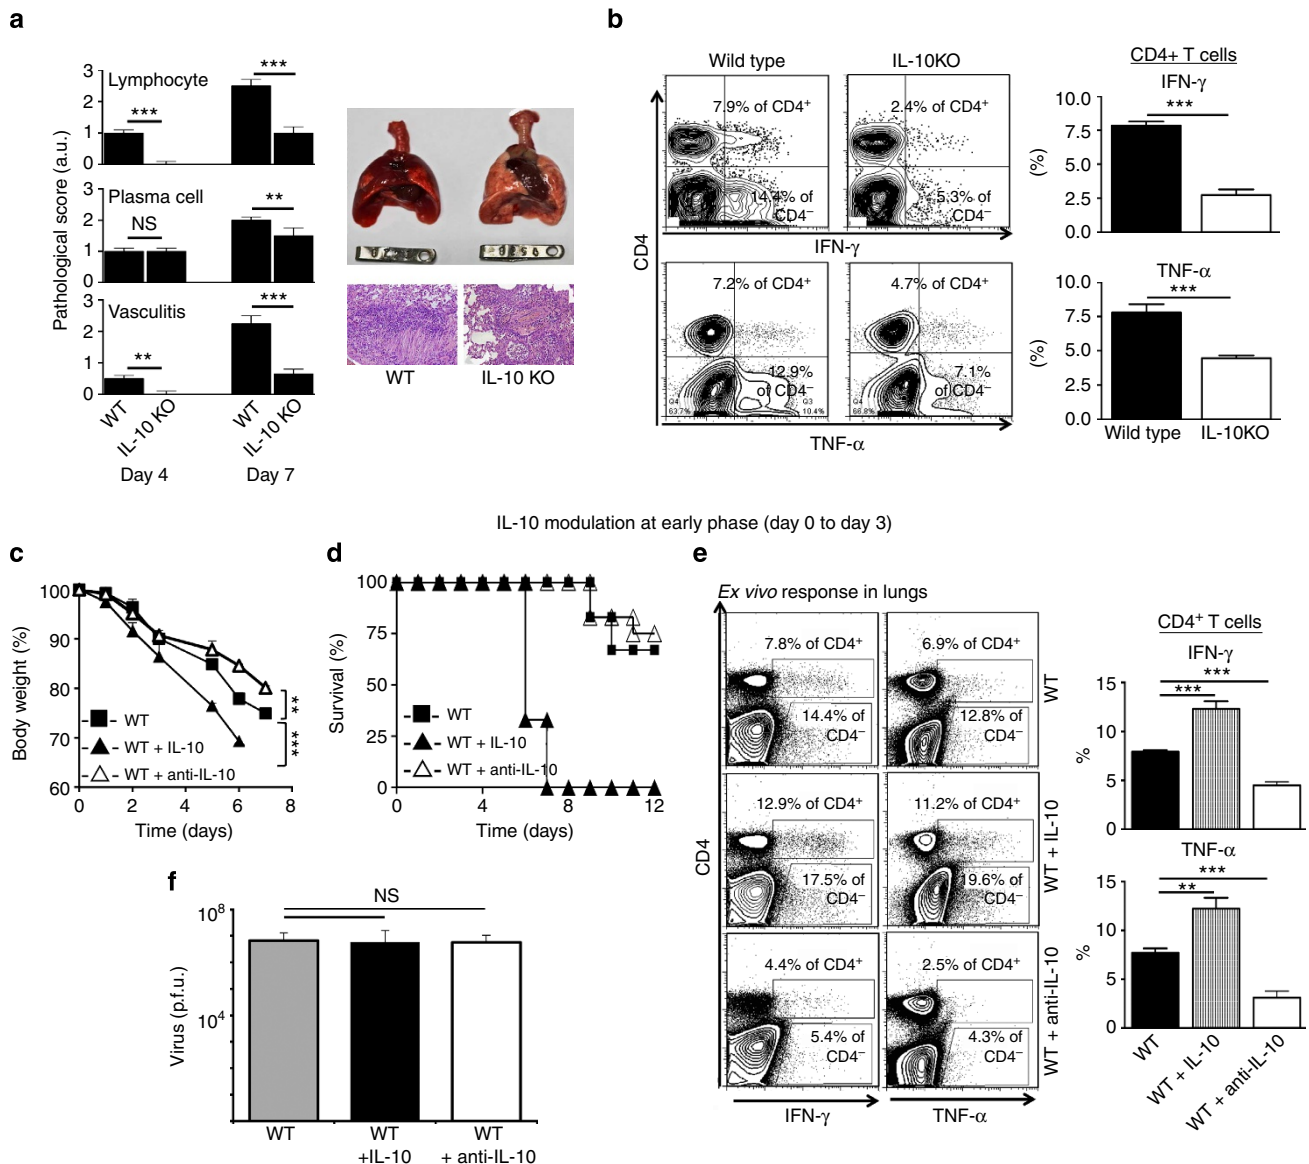 a
Pathological score (a.u.)
3
2
1
0
Lymphocyte
***
***
3
2
1
0
Plasma cell
NS
**
3
2
1
0
Vasculitis
**
***
WT
IL-10 KO
WT
IL-10 KO
Day 4
Day 7
WT
IL-10 KO
b
Wild type
IL-10KO
CD4
7.9% of CD4⁺
14.4% of
CD4⁻
2.4% of CD4⁺
5.3% of
CD4⁻
IFN-γ
7.2% of CD4⁺
12.9%
of CD4⁻
Q4
63.7%
Q3
10.4%
4.7% of CD4⁺
7.1%
of CD4⁻
Q4
66.8%
TNF-α
CD4+ T cells
IFN-γ
***
(%)
10.0
7.5
5.0
2.5
0.0
TNF-α
***
(%)
10.0
7.5
5.0
2.5
0.0
Wild type
IL-10KO
IL-10 modulation at early phase (day 0 to day 3)
c
Body weight (%)
100
90
80
70
60
WT
WT + IL-10
WT + anti-IL-10
**
***
0 2 4 6 8
Time (days)
d
Survival (%)
100
75
50
25
0
WT
WT + IL-10
WT + anti-IL-10
0 4 8 12
Time (days)
e
Ex vivo response in lungs
CD4
7.8% of CD4⁺
14.4% of
CD4⁻
6.9% of CD4⁺
12.8% of
CD4⁻
WT
12.9% of CD4⁺
17.5% of
CD4⁻
11.2% of CD4⁺
19.6% of
CD4⁻
WT + IL-10
4.4% of CD4⁺
5.4% of
CD4⁻
2.5% of CD4⁺
4.3% of
CD4⁻
WT + anti-IL-10
IFN-γ
TNF-α
CD4⁺ T cells
IFN-γ
***
***
%
15
10
5
0
TNF-α
***
**
%
15
10
5
0
WT
WT + IL-10
WT + anti-IL-10
f
Virus (p.f.u.)
10⁸
10⁴
NS
WT
WT
+IL-10
WT
+ anti-IL-10